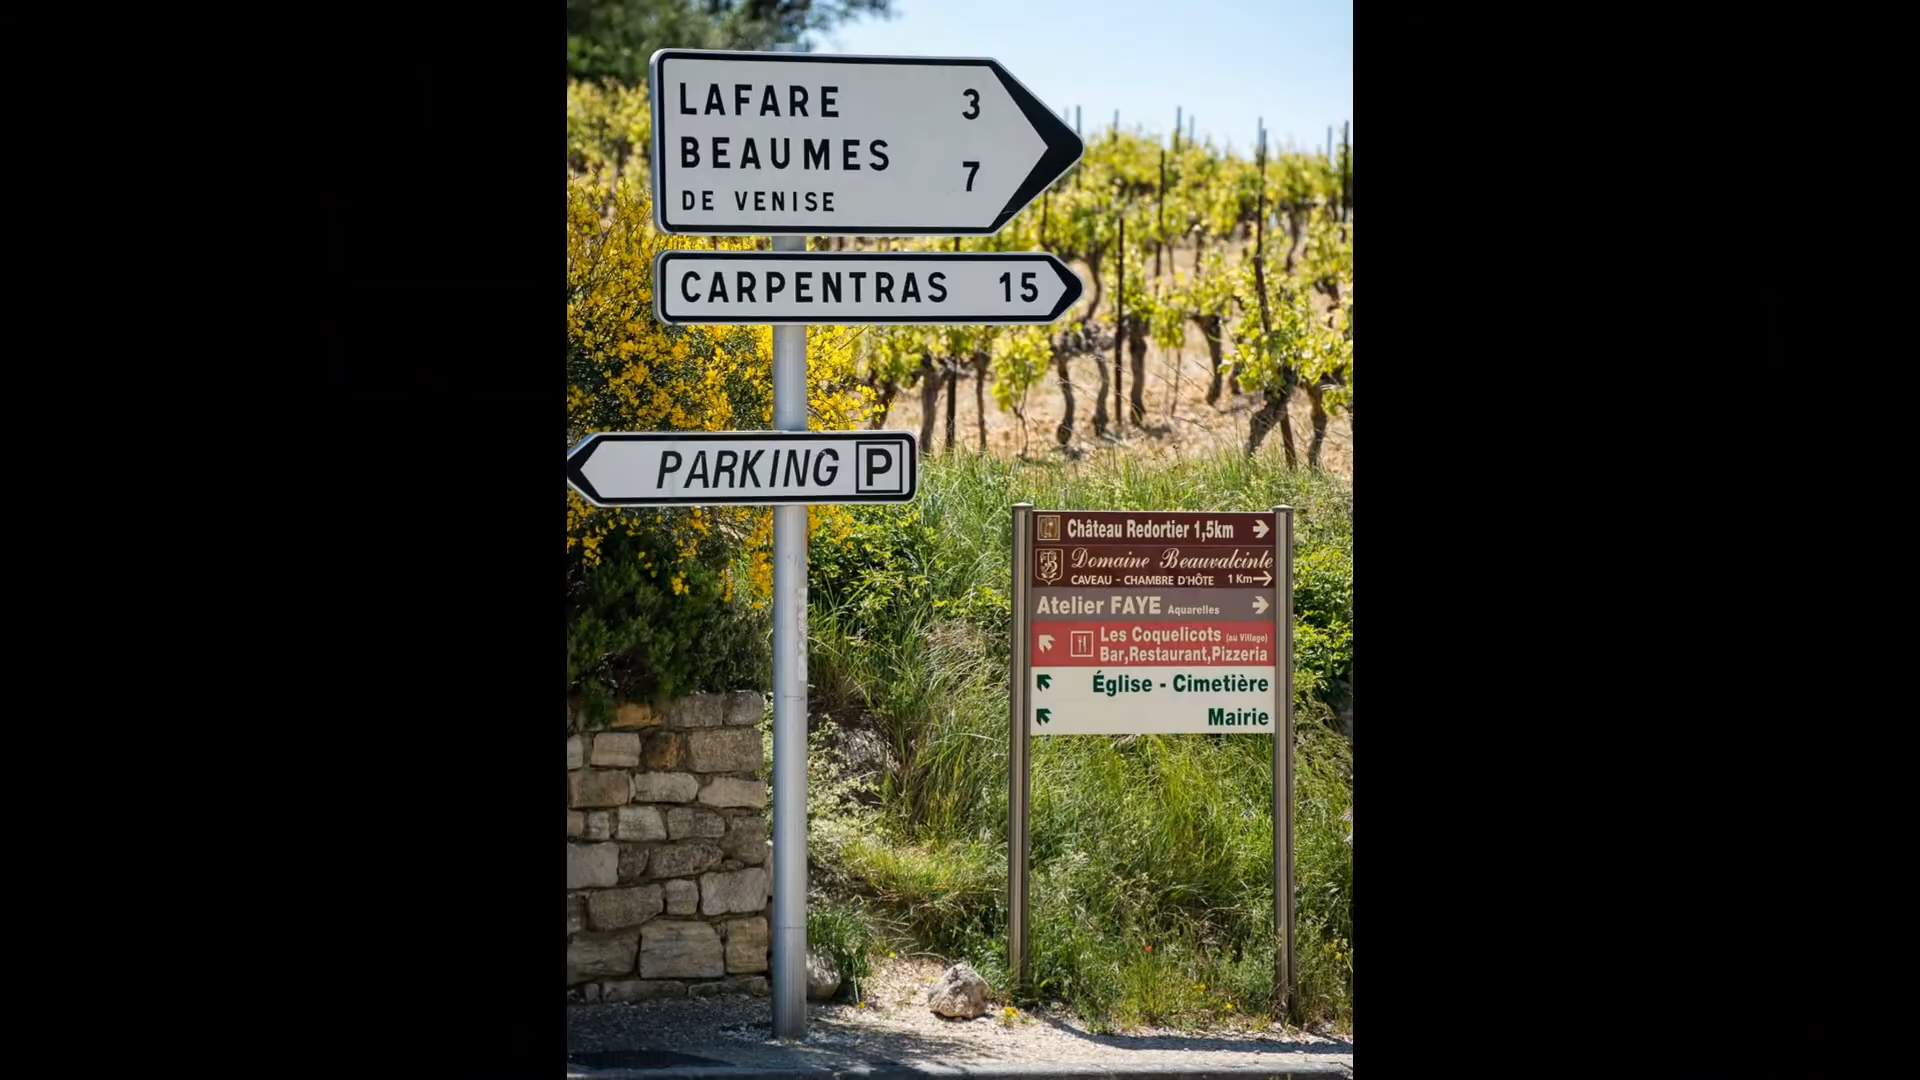 LAFARE 3
BEAUMES 7
DE VENISE
CARPENTRAS 15
PARKING P
Château Redortier 1,5km
Domaine Beauvalcinte
CAVEAU - CHAMBRE D'HÔTE 1 Km
Atelier FAYE Aquarelles
Les Coquelicots (au Village)
Bar,Restaurant,Pizzeria
Église - Cimetière
Mairie